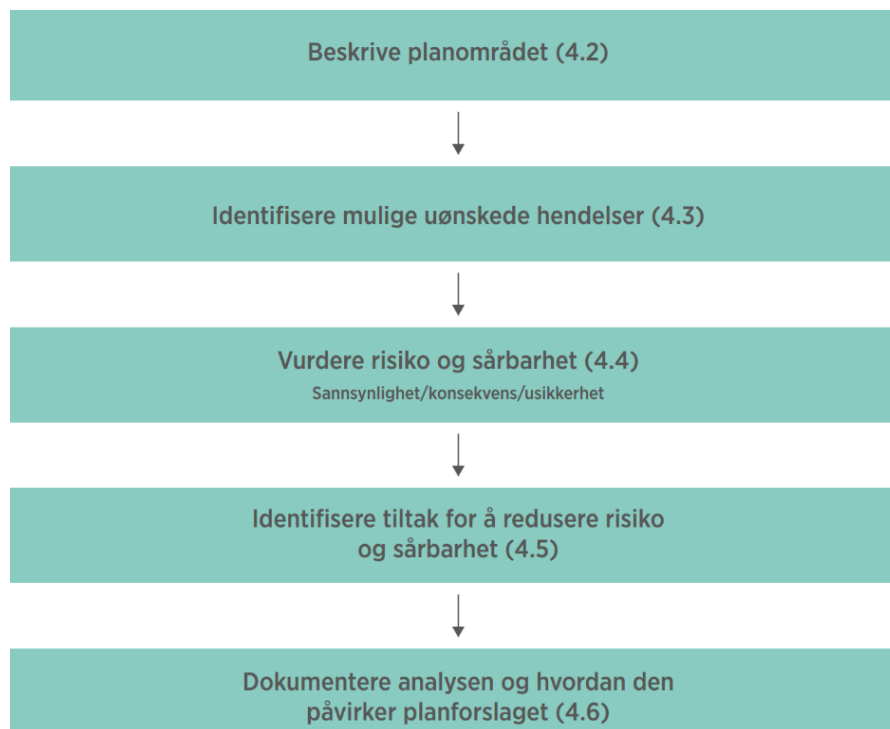 Beskrive planområdet (4.2)
Identifisere mulige uønskede hendelser (4.3)
Vurdere risiko og sårbarhet (4.4)
Sannsynlighet/konsekvens/usikkerhet
Identifisere tiltak for å redusere risiko
og sårbarhet (4.5)
Dokumentere analysen og hvordan den
påvirker planforslaget (4.6)